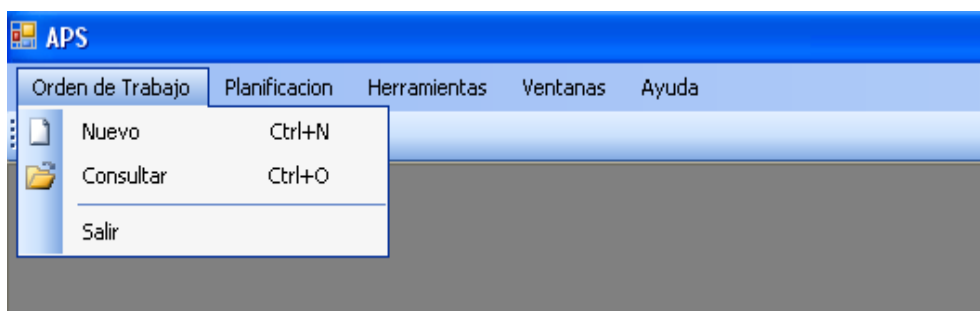 APS
Orden de Trabajo Planificacion Herramientas Ventanas Ayuda
Nuevo Ctrl+N
Consultar Ctrl+O
Salir